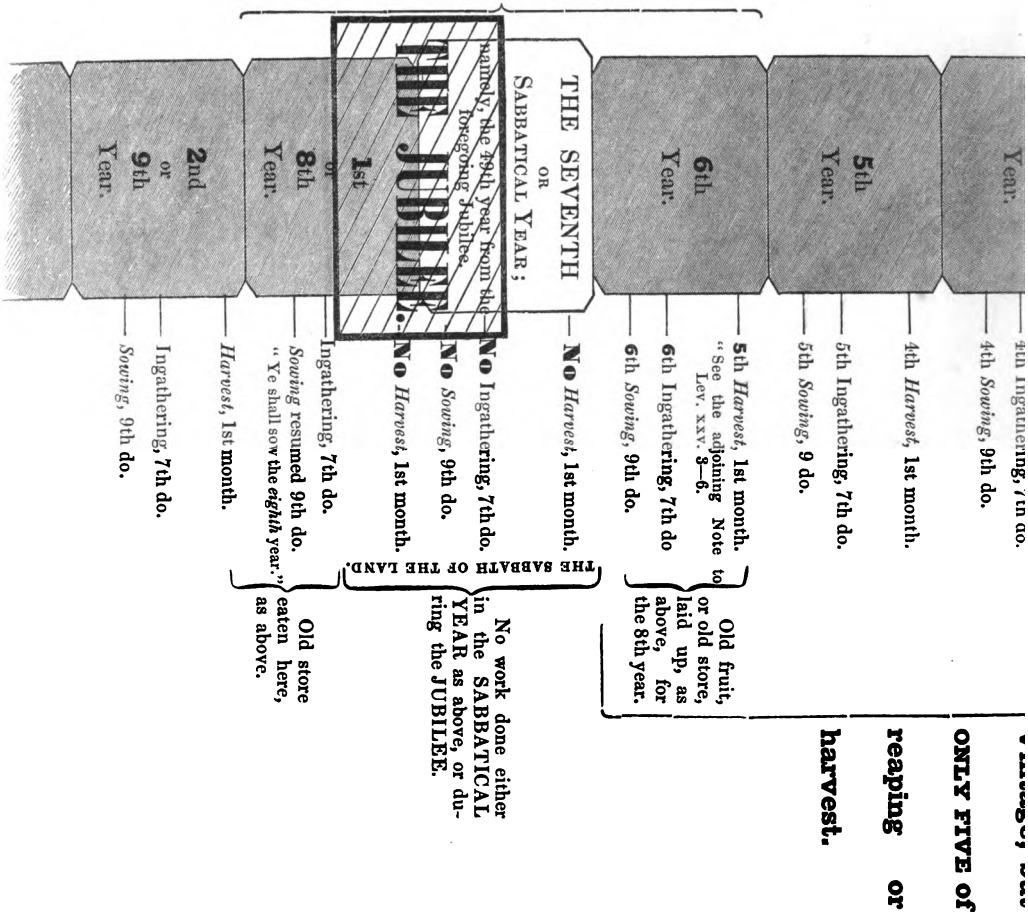 Year.
4th Ingathering, 7th do.
4th Sowing, 9th do.
5th
Year.
4th Harvest, 1st month.
5th Ingathering, 7th do.
5th Sowing, 9 do.
6th
Year.
5th Harvest, 1st month.
“See the adjoining Note to
Lev. xxv. 3—6.
6th Ingathering, 7th do
6th Sowing, 9th do.
Old fruit,
or old store,
laid up, as
above, for
the 8th year.
THE SEVENTH
OR
SABBATICAL YEAR;
namely, the 49th year from the
foregoing Jubilee.
THE JUBILEE.
No Harvest, 1st month.
No Ingathering, 7th do.
No Sowing, 9th do.
No Harvest, 1st month.
THE SABBATH OF THE LAND.
No work done either
in the SABBATICAL
YEAR as above, or du-
ring the JUBILEE.
1st
or
8th
Year.
Ingathering, 7th do.
Sowing resumed 9th do.
“Ye shall sow the eighth year.”
Old store
eaten here,
as above.
2nd
or
9th
Year.
Harvest, 1st month.
Ingathering, 7th do.
Sowing, 9th do.
ONLY FIVE of
reaping or
harvest.